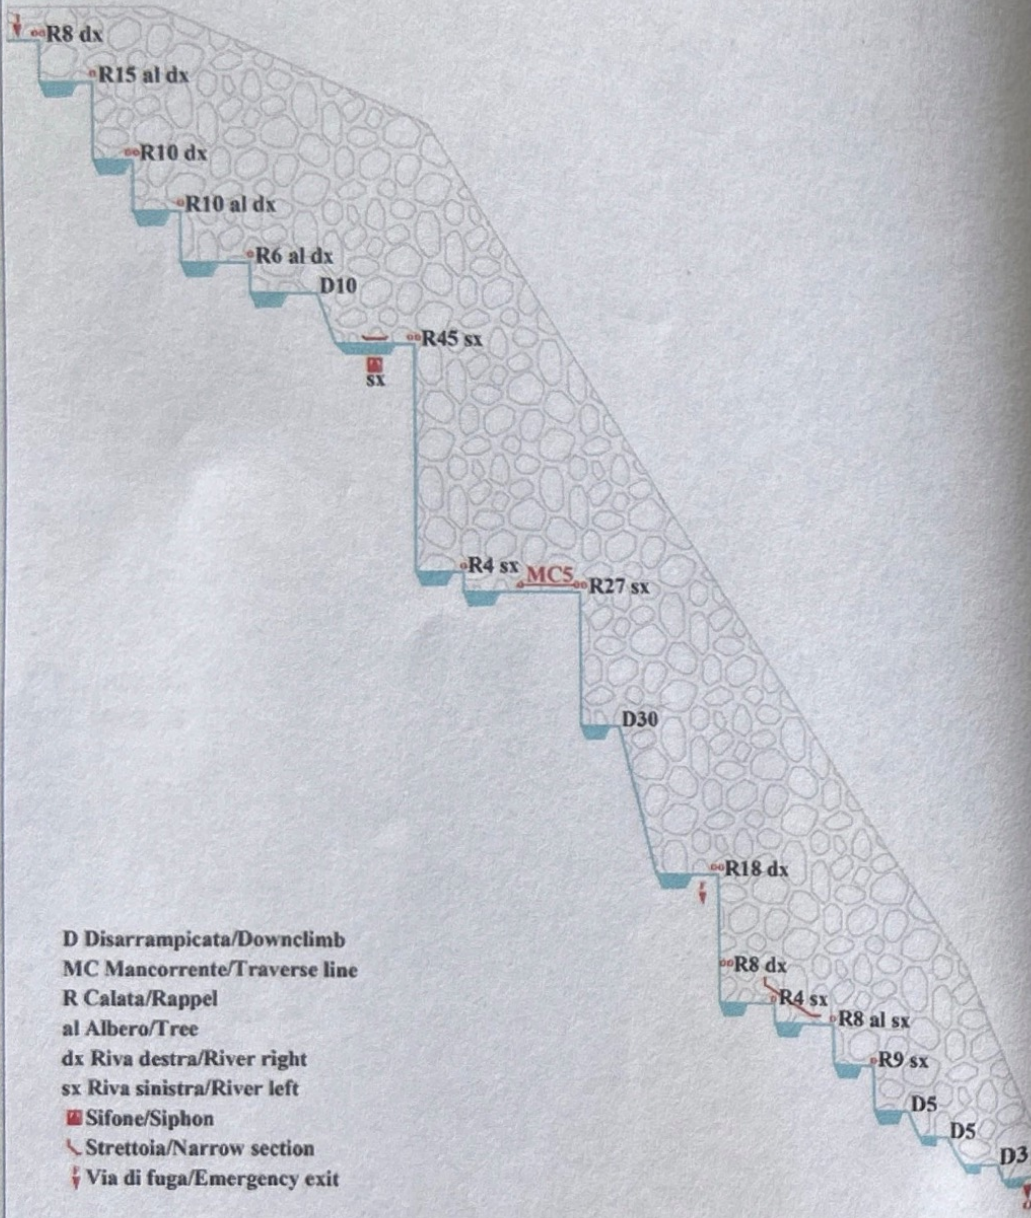 R8 dx
R15 al dx
R10 dx
R10 al dx
R6 al dx
D10
R45 sx
sx
R4 sx
MC5
R27 sx
D30
R18 dx
R8 dx
R4 sx
R8 al sx
R9 sx
D5
D5
D3
D Disarrampicata/Downclimb
MC Mancorrente/Traverse line
R Calata/Rappel
al Albero/Tree
dx Riva destra/River right
sx Riva sinistra/River left
Sifone/Siphon
Strettoia/Narrow section
Via di fuga/Emergency exit